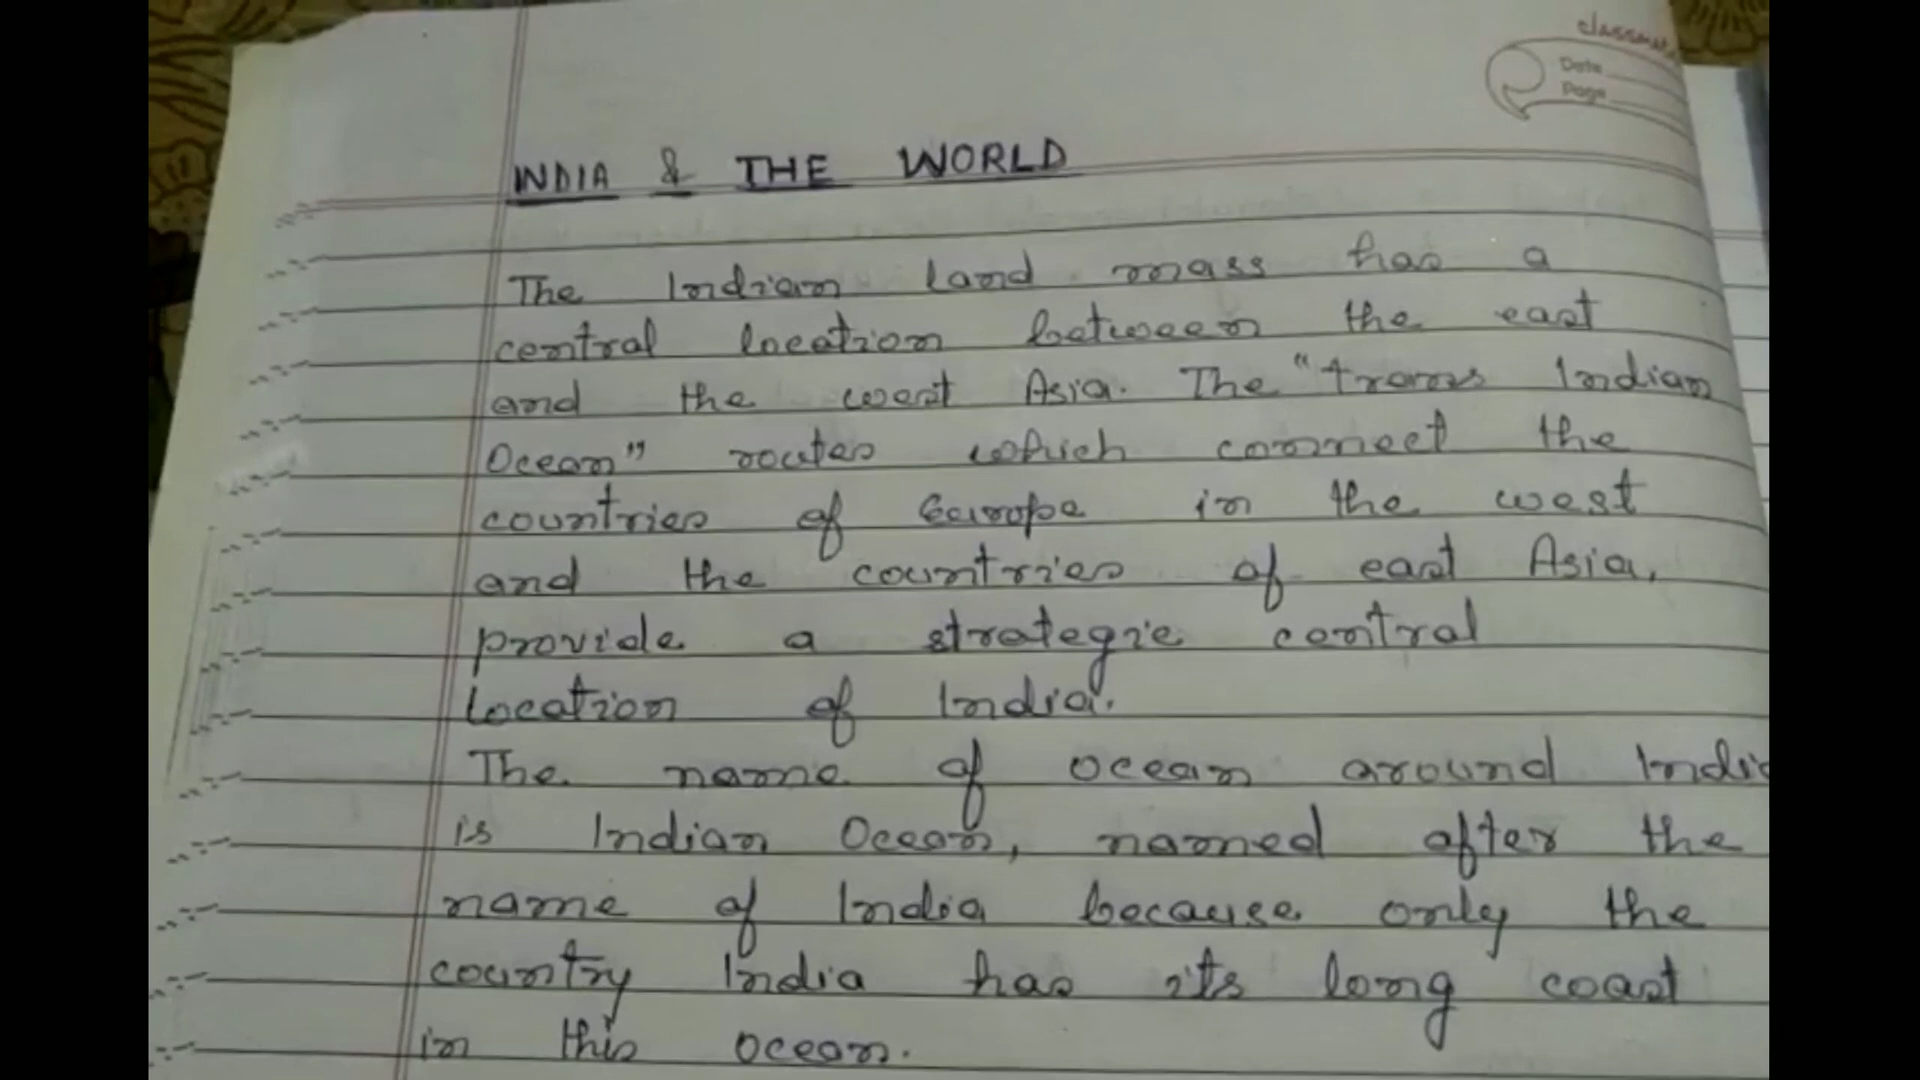 classmate
Date
Page
INDIA & THE WORLD
The Indian land mass has a
central location between the east
and the west Asia. The "trans Indian
Ocean" routes which connect the
countries of Europe in the west
and the countries of east Asia,
provide a strategic central
location of India.
The name of ocean around India
is Indian Ocean, named after the
name of India because only the
country India has its long coast
in this ocean.